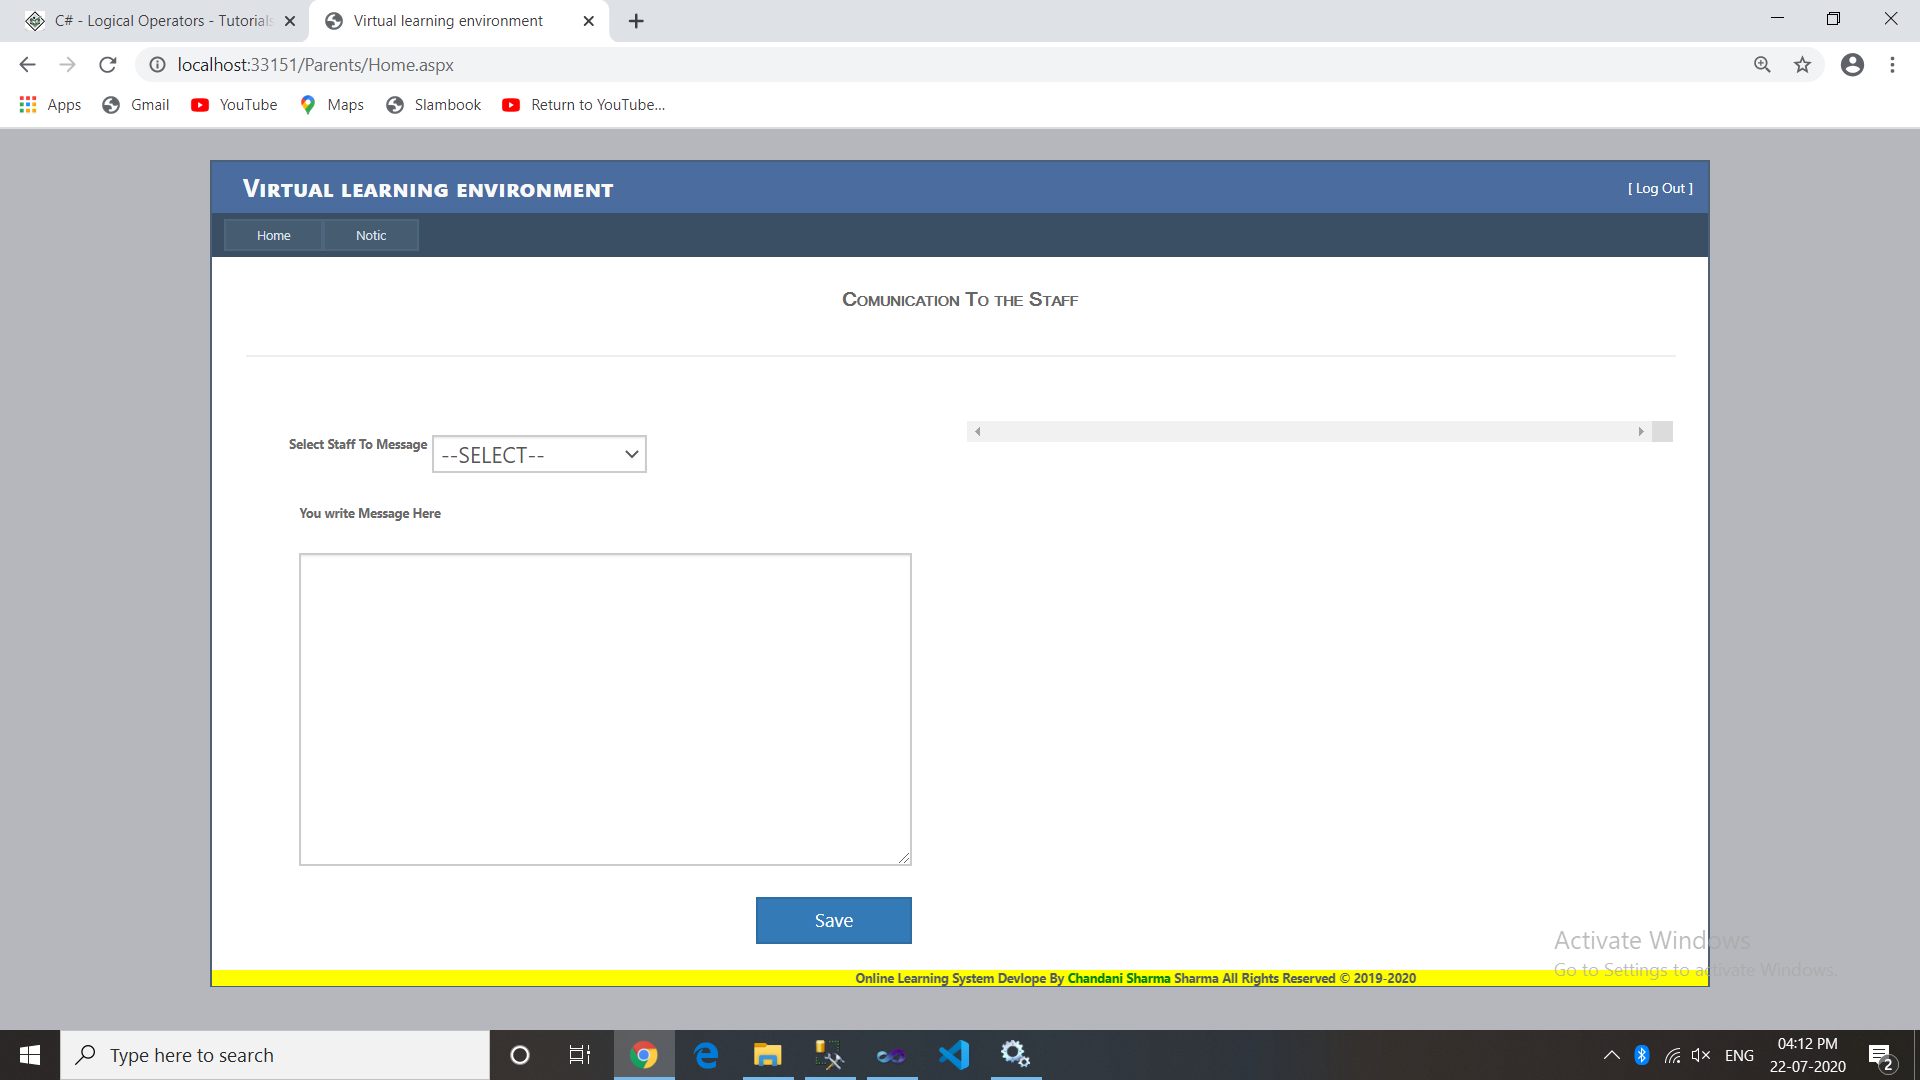 C# - Logical Operators - Tutorials
Virtual learning environment
localhost:33151/Parents/Home.aspx
Apps Gmail YouTube Maps Slambook Return to YouTube...
Virtual learning environment
[ Log Out ]
Home Notic
Comunication To the Staff
Select Staff To Message --SELECT--
You write Message Here
Save
Activate Windows
Go to Settings to activate Windows.
Online Learning System Devlope By Chandani Sharma Sharma All Rights Reserved © 2019-2020
Type here to search
ENG
04:12 PM
22-07-2020
2